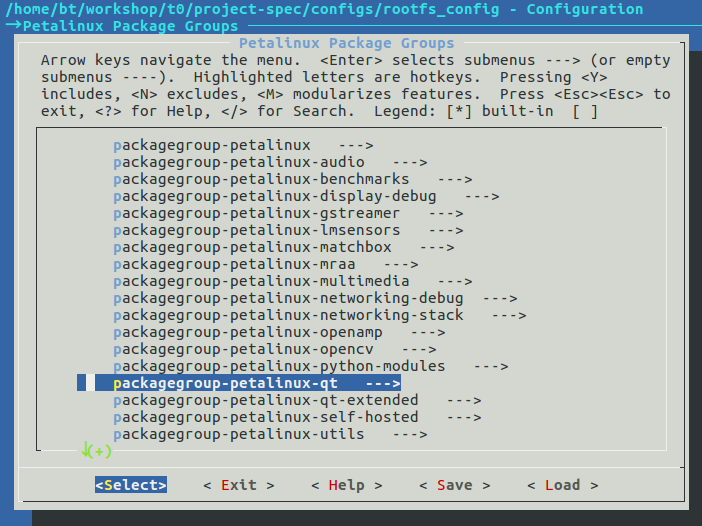 /home/bt/workshop/t0/project-spec/configs/rootfs_config - Configuration
→Petalinux Package Groups
Petalinux Package Groups
Arrow keys navigate the menu.  <Enter> selects submenus ---> (or empty
submenus ----).  Highlighted letters are hotkeys.  Pressing <Y>
includes, <N> excludes, <M> modularizes features.  Press <Esc><Esc> to
exit, <?> for Help, </> for Search.  Legend: [*] built-in  [ ]
packagegroup-petalinux   --->
packagegroup-petalinux-audio   --->
packagegroup-petalinux-benchmarks   --->
packagegroup-petalinux-display-debug   --->
packagegroup-petalinux-gstreamer   --->
packagegroup-petalinux-lmsensors   --->
packagegroup-petalinux-matchbox   --->
packagegroup-petalinux-mraa   --->
packagegroup-petalinux-multimedia   --->
packagegroup-petalinux-networking-debug  --->
packagegroup-petalinux-networking-stack   --->
packagegroup-petalinux-openamp   --->
packagegroup-petalinux-opencv   --->
packagegroup-petalinux-python-modules   --->
packagegroup-petalinux-qt   --->
packagegroup-petalinux-qt-extended   --->
packagegroup-petalinux-self-hosted   --->
packagegroup-petalinux-utils   --->
↓(+)
<Select>    < Exit >    < Help >    < Save >    < Load >